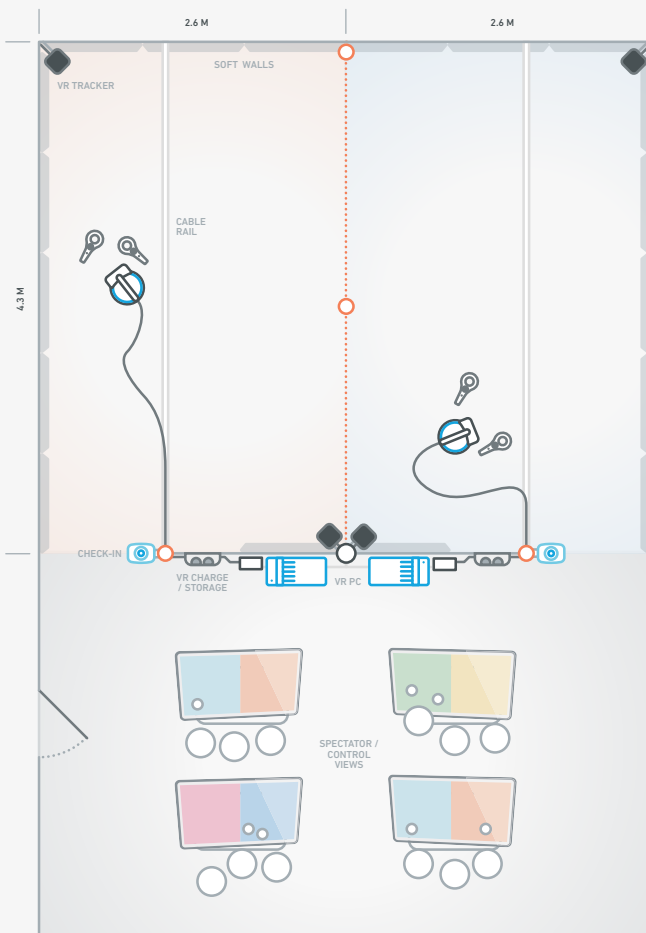 2.6 M
2.6 M
SOFT WALLS
VR TRACKER
CABLE
RAIL
4.3 M
CHECK-IN
VR CHARGE
/ STORAGE
VR PC
SPECTATOR /
CONTROL
VIEWS